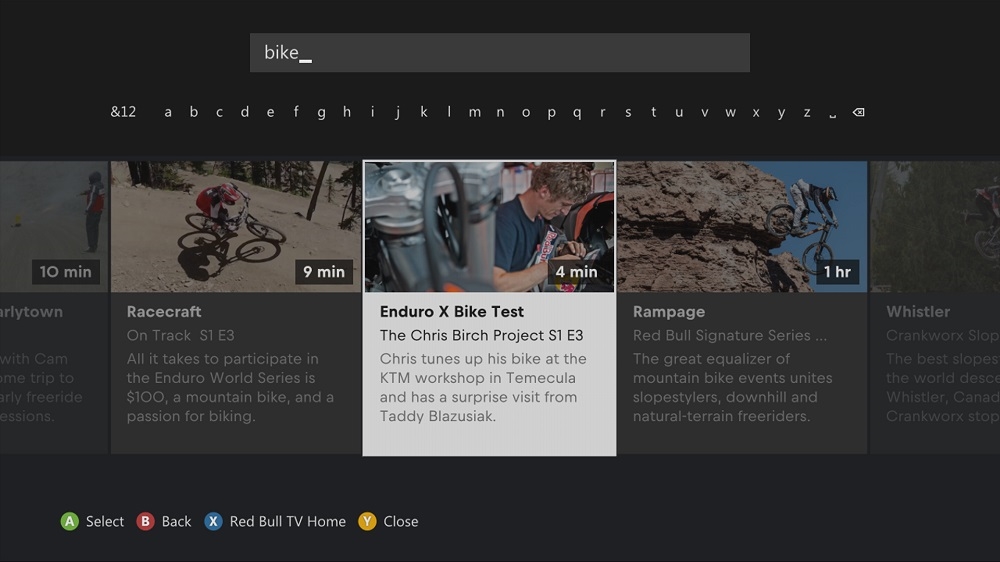 bike_
&12 a b c d e f g h i j k l m n o p q r s t u v w x y z ␣ ⌫
10 min
arlytown
with Cam
ome trip to
arly freeride
essions.
9 min
Racecraft
On Track S1 E3
All it takes to participate in
the Enduro World Series is
$100, a mountain bike, and a
passion for biking.
4 min
Enduro X Bike Test
The Chris Birch Project S1 E3
Chris tunes up his bike at the
KTM workshop in Temecula
and has a surprise visit from
Taddy Blazusiak.
1 hr
Rampage
Red Bull Signature Series ...
The great equalizer of
mountain bike events unites
slopestylers, downhill and
natural-terrain freeriders.
Whistler
Crankworx Slop
The best slopes
the world desce
Whistler, Canad
Crankworx stop
A Select B Back X Red Bull TV Home Y Close